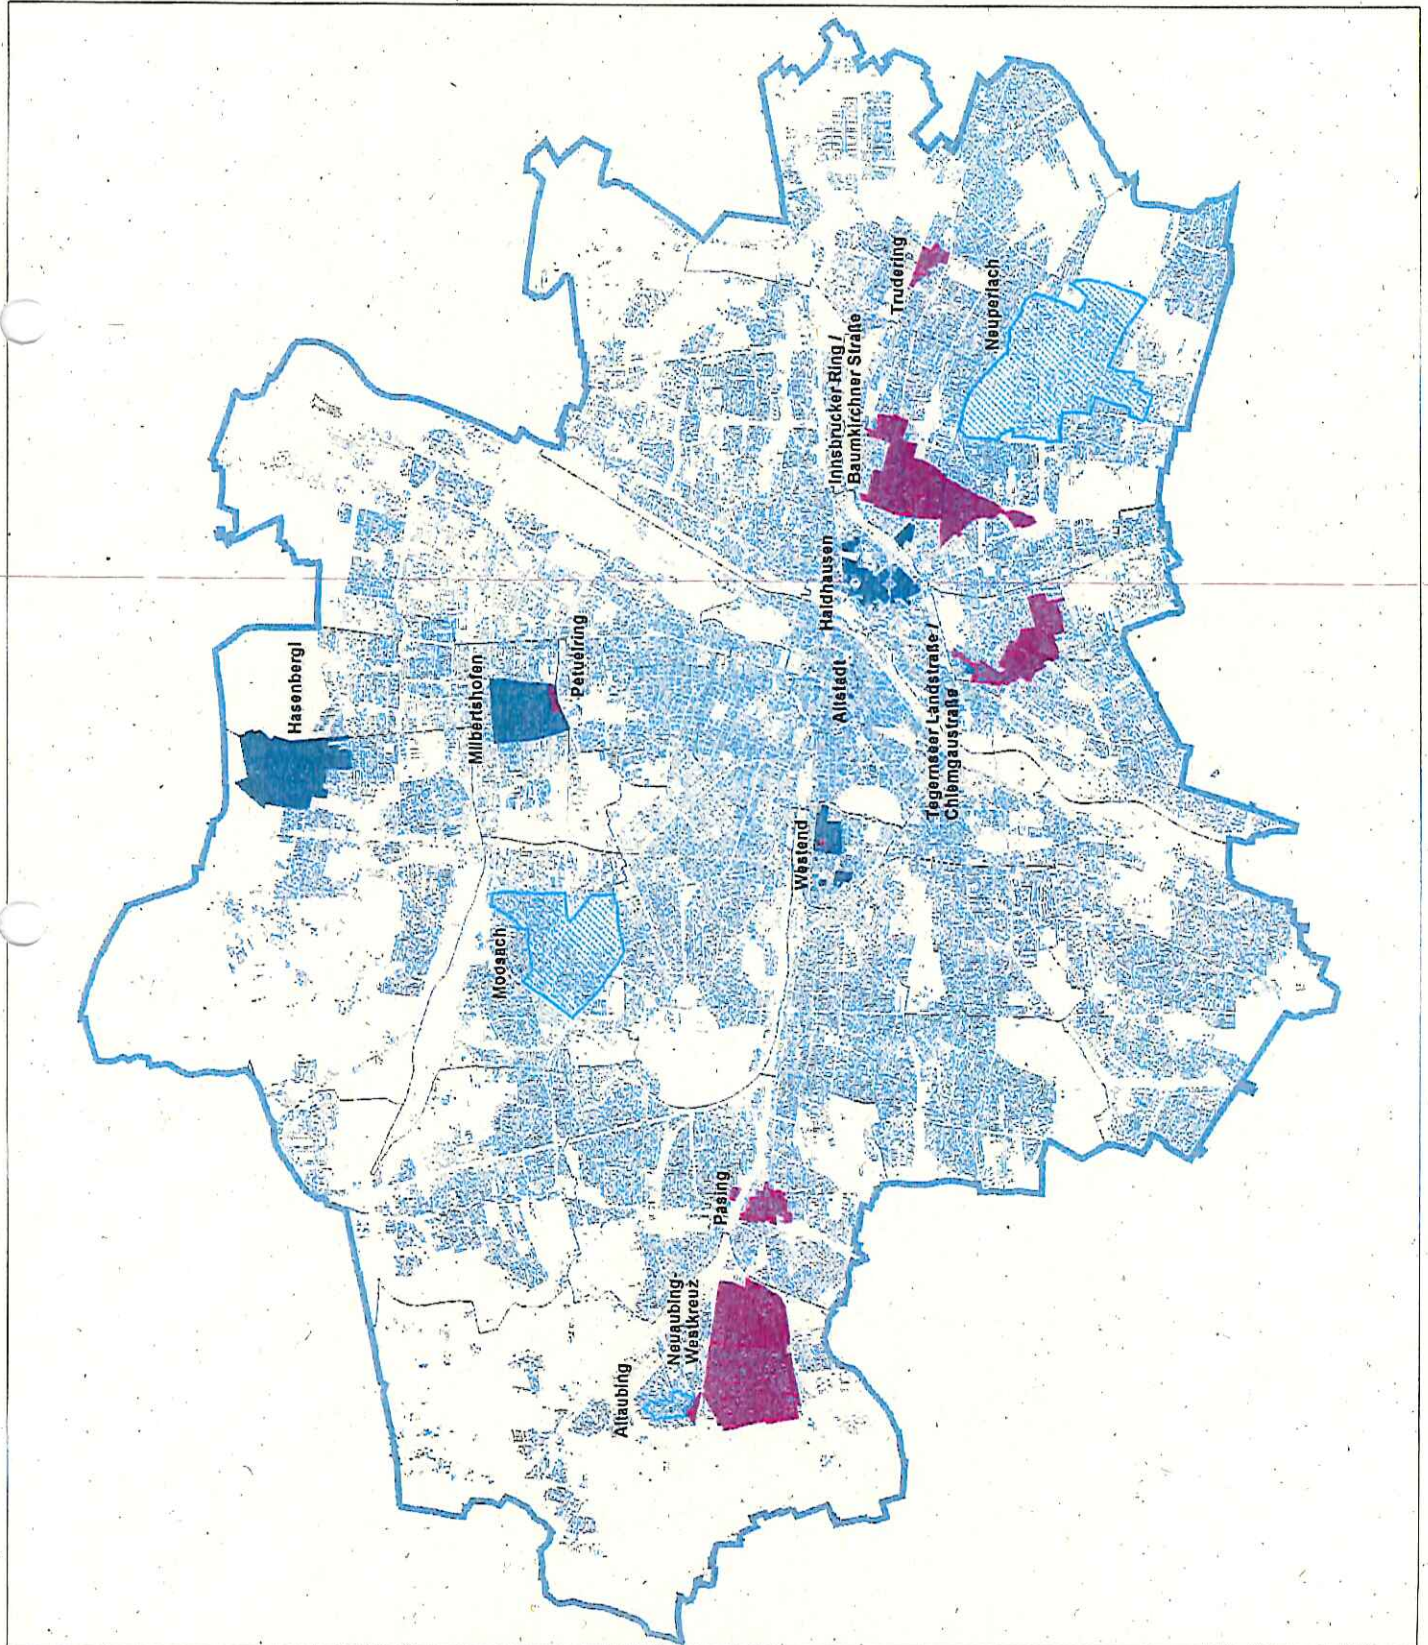 Hasenbergl
Milbertshofen
Petuelring
Moosach
Haidhausen
Altstadt
Westend
Innsbrucker Ring /
Baumkirchner Straße
Trudering
Neuperlach
Tegernseer Landstraße /
Chiemgaustraße
Pasing
Neuaubing-
Westkreuz
Altaubing